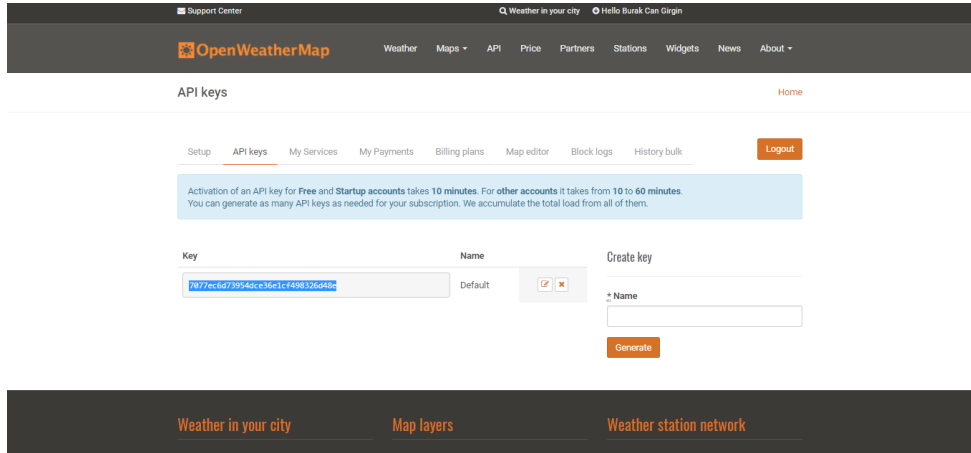 Support Center Weather in your city Hello Burak Can Girgin
OpenWeatherMap Weather Maps API Price Partners Stations Widgets News About
API keys Home
Setup API keys My Services My Payments Billing plans Map editor Block logs History bulk Logout
Activation of an API key for Free and Startup accounts takes 10 minutes. For other accounts it takes from 10 to 60 minutes.
You can generate as many API keys as needed for your subscription. We accumulate the total load from all of them.
Key Name Create key
7077ec6d73954dce36e1cf498326d48e Default
* Name
Generate
Weather in your city Map layers Weather station network